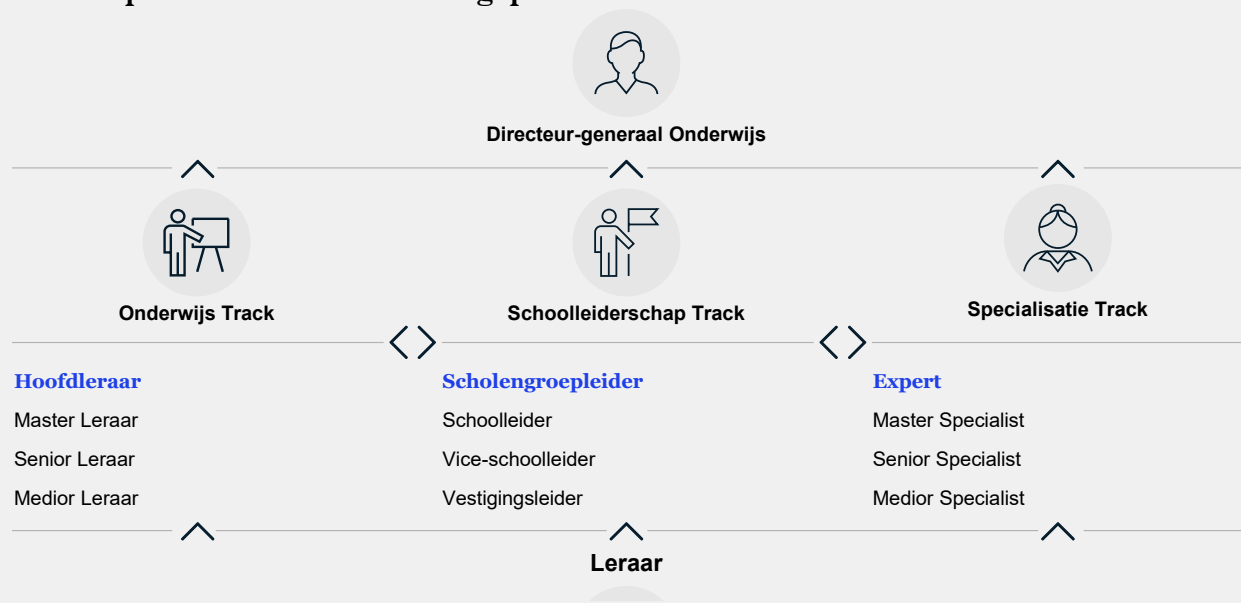 Directeur-generaal Onderwijs
Onderwijs Track
Schoolleiderschap Track
Specialisatie Track
Hoofdleraar
Master Leraar
Senior Leraar
Medior Leraar
Scholengroepleider
Schoolleider
Vice-schoolleider
Vestigingsleider
Expert
Master Specialist
Senior Specialist
Medior Specialist
Leraar